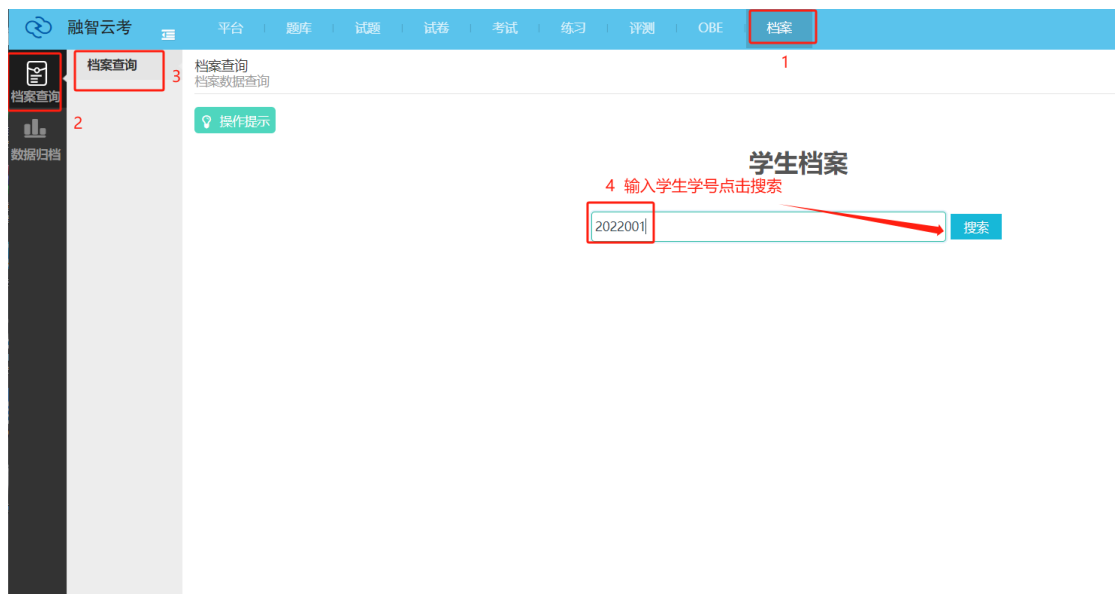 融智云考
平台 题库 试题 试卷 考试 练习 评测 OBE 档案
1
档案查询
2
数据归档
档案查询
3
档案查询
档案数据查询
操作提示
学生档案
4 输入学生学号点击搜索
2022001
搜索